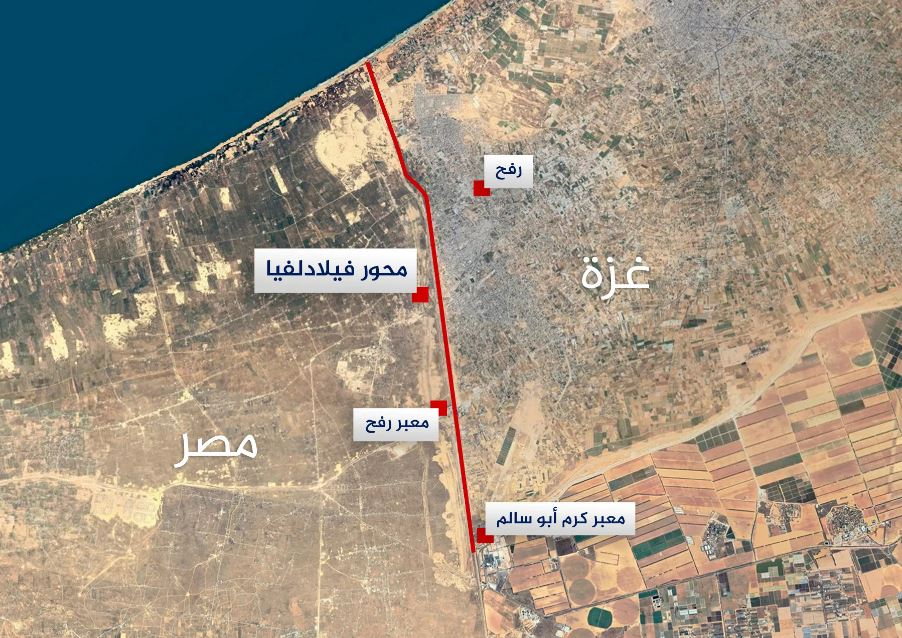 رفح
محور فيلادلفيا
غزة
معبر رفح
مصر
معبر كرم أبو سالم